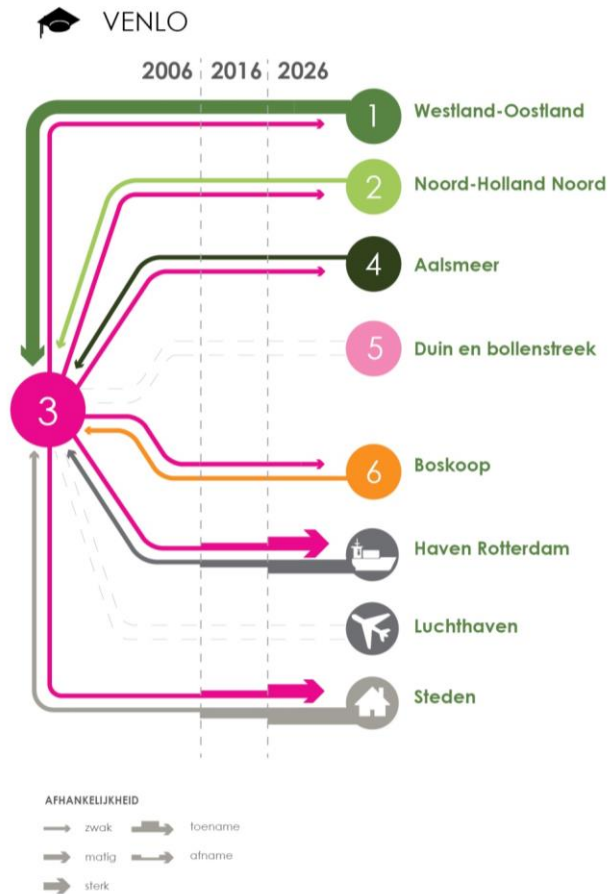 VENLO
2006 2016 2026
1 Westland-Oostland
2 Noord-Holland Noord
4 Aalsmeer
5 Duin en bollenstreek
3
6 Boskoop
Haven Rotterdam
Luchthaven
Steden
AFHANKELIJKHEID
zwak toename
matig afname
sterk